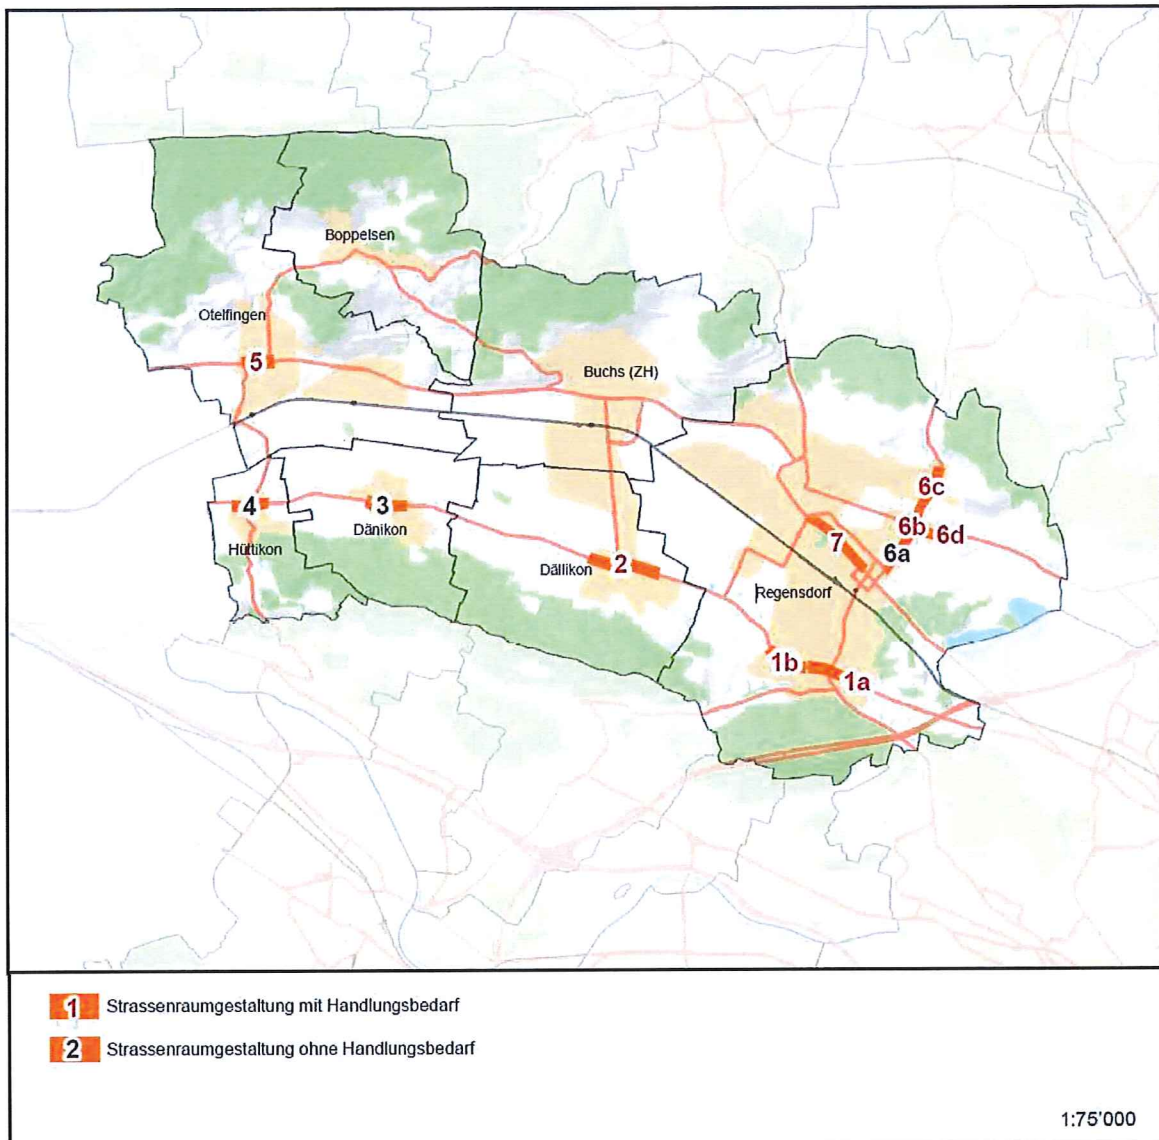 Boppelsen
Otelfingen
5
Buchs (ZH)
4
3
Dänikon
Hüttikon
Dällikon
2
6c
6b
6d
6a
7
Regensdorf
1b
1a
1 Strassenraumgestaltung mit Handlungsbedarf
2 Strassenraumgestaltung ohne Handlungsbedarf
1:75'000